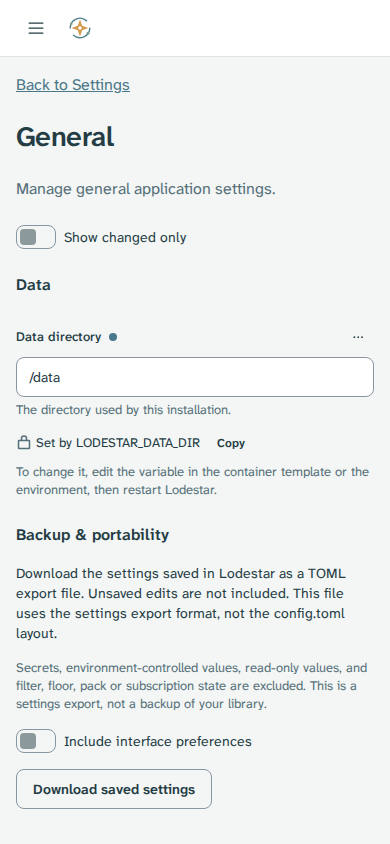 Back to Settings
General
Manage general application settings.
Show changed only
Data
Data directory
...
/data
The directory used by this installation.
Set by LODESTAR_DATA_DIR Copy
To change it, edit the variable in the container template or the
environment, then restart Lodestar.
Backup & portability
Download the settings saved in Lodestar as a TOML
export file. Unsaved edits are not included. This file
uses the settings export format, not the config.toml
layout.
Secrets, environment-controlled values, read-only values, and
filter, floor, pack or subscription state are excluded. This is a
settings export, not a backup of your library.
Include interface preferences
Download saved settings